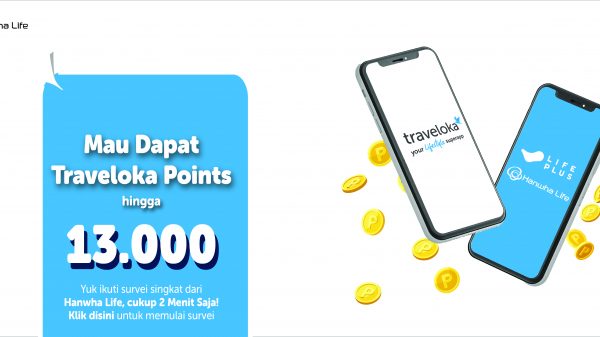 a Life
Mau Dapat
Traveloka Points
hingga
13.000
Yuk ikuti survei singkat dari
Hanwha Life, cukup 2 Menit Saja!
Klik disini untuk memulai survei
traveloka
your lifestyle superapp
LIFE
PLUS
Hanwha Life
P
P
P
P
P
P